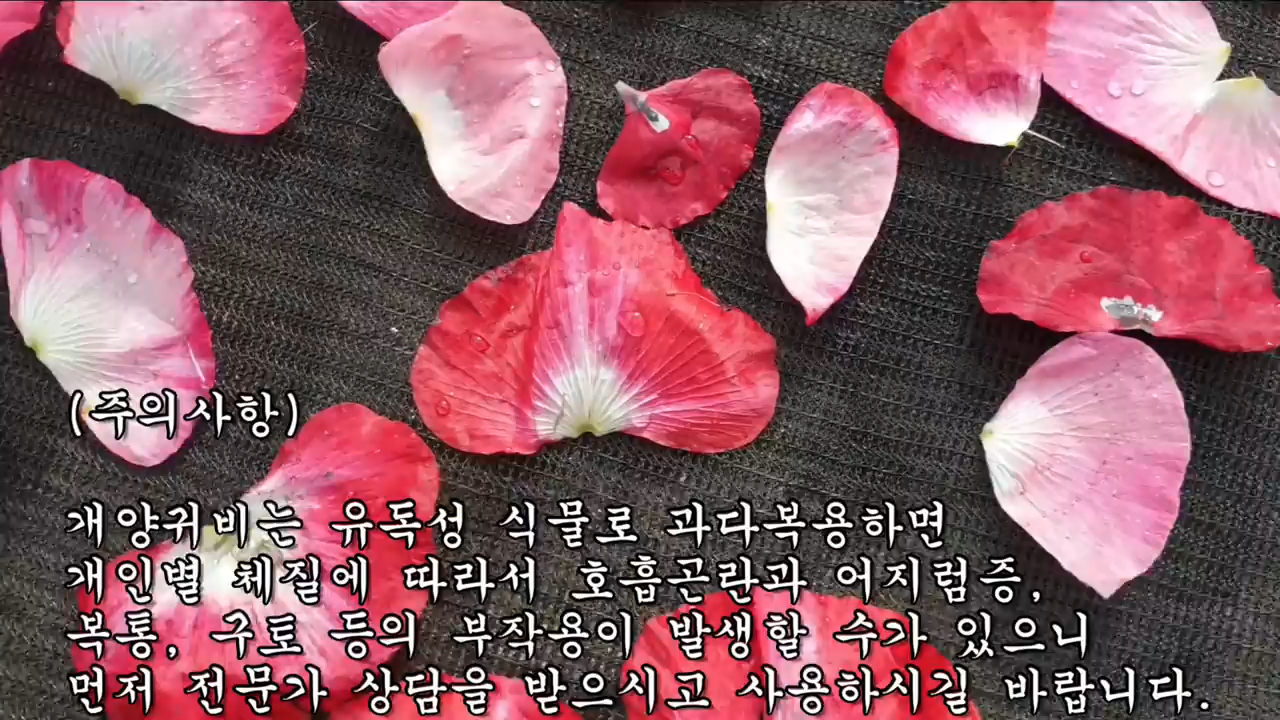 (주의사항)
개양귀비는 유독성 식물로 과다복용하면
개인별 체질에 따라서 호흡곤란과 어지럼증,
복통, 구토 등의 부작용이 발생할 수가 있으니
먼저 전문가 상담을 받으시고 사용하시길 바랍니다.